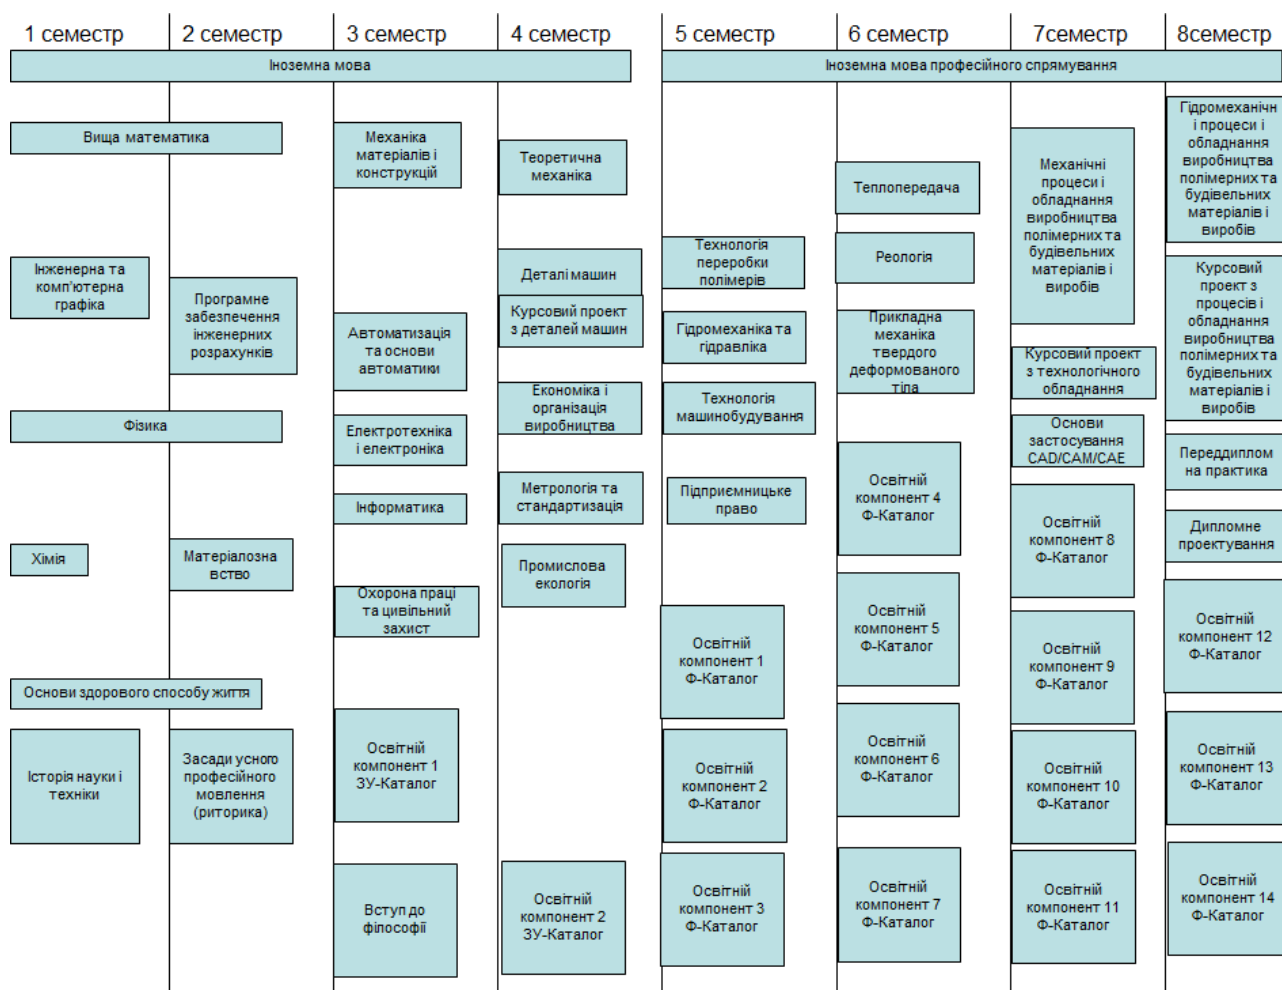 1 семестр
2 семестр
3 семестр
4 семестр
5 семестр
6 семестр
7семестр
8семестр
Іноземна мова
Іноземна мова професійного спрямування
Вища математика
Інженерна та
комп'ютерна
графіка
Фізика
Хімія
Основи здорового способу життя
Історія науки і
техніки
Програмне
забезпечення
інженерних
розрахунків
Матеріалозна
вство
Засади усного
професійного
мовлення
(риторика)
Механіка
матеріалів і
конструкцій
Автоматизація
та основи
автоматики
Електротехніка
і електроніка
Інформатика
Охорона праці
та цивільний
захист
Освітній
компонент 1
ЗУ-Каталог
Вступ до
філософії
Теоретична
механіка
Деталі машин
Курсовий проект
з деталей машин
Економіка і
організація
виробництва
Метрологія та
стандартизація
Промислова
екологія
Освітній
компонент 2
ЗУ-Каталог
Технологія
переробки
полімерів
Гідромеханіка та
гідравліка
Технологія
машинобудування
Підприємницьке
право
Освітній
компонент 1
Ф-Каталог
Освітній
компонент 2
Ф-Каталог
Освітній
компонент 3
Ф-Каталог
Теплопередача
Реологія
Прикладна
механіка
твердого
деформованого
тіла
Освітній
компонент 4
Ф-Каталог
Освітній
компонент 5
Ф-Каталог
Освітній
компонент 6
Ф-Каталог
Освітній
компонент 7
Ф-Каталог
Механічні
процеси і
обладнання
виробництва
полімерних та
будівельних
матеріалів і
виробів
Курсовий проект
з технологічного
обладнання
Основи
застосування
CAD/CAM/CAE
Освітній
компонент 8
Ф-Каталог
Освітній
компонент 9
Ф-Каталог
Освітній
компонент 10
Ф-Каталог
Освітній
компонент 11
Ф-Каталог
Гідромеханічн
і процеси і
обладнання
виробництва
полімерних та
будівельних
матеріалів і
виробів
Курсовий
проект з
процесів і
обладнання
виробництва
полімерних та
будівельних
матеріалів і
виробів
Переддиплом
на практика
Дипломне
проектування
Освітній
компонент 12
Ф-Каталог
Освітній
компонент 13
Ф-Каталог
Освітній
компонент 14
Ф-Каталог